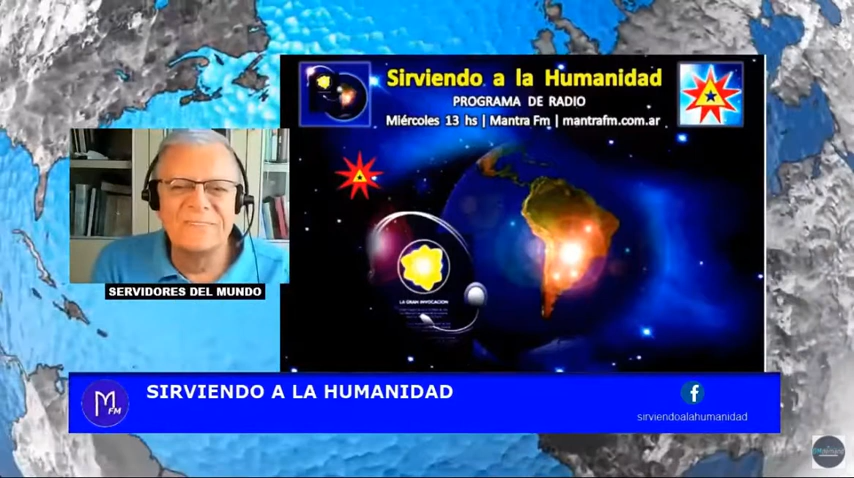 Sirviendo a la Humanidad
PROGRAMA DE RADIO
Miércoles 13 hs | Mantra Fm | mantrafm.com.ar
LA GRAN INVOCACION
SERVIDORES DEL MUNDO
M FM
SIRVIENDO A LA HUMANIDAD
f
sirviendoalahumanidad